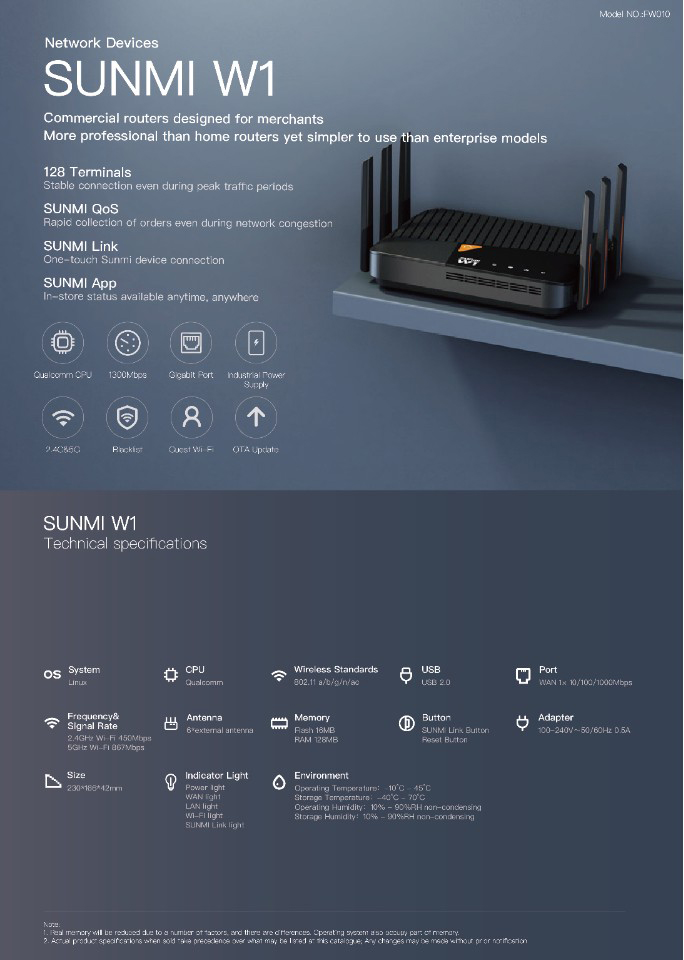 Model NO.:FW010
Network Devices
SUNMI W1
Commercial routers designed for merchants
More professional than home routers yet simpler to use than enterprise models
128 Terminals
Stable connection even during peak traffic periods
SUNMI QoS
Rapid collection of orders even during network congestion
SUNMI Link
One-touch Sunmi device connection
SUNMI App
In-store status available anytime, anywhere
Qualcomm CPU
1300Mbps
Gigabit Port
Industrial Power
Supply
2.4G&5G
Blacklist
Guest Wi-Fi
OTA Update
SUNMI W1
Technical specifications
OS
System
Linux
CPU
Qualcomm
Wireless Standards
802.11 a/b/g/n/ac
USB
USB 2.0
Port
WAN 1x 10/100/1000Mbps
Frequency&
Signal Rate
2.4GHz Wi-Fi 450Mbps
5GHz Wi-Fi 867Mbps
Antenna
6*external antenna
Memory
Flash 16MB
RAM 128MB
Button
SUNMI Link Button
Reset Button
Adapter
100-240V~50/60Hz 0.5A
Size
230*166*42mm
Indicator Light
Power light
WAN light
LAN light
Wi-Fi light
SUNMI Link light
Environment
Operating Temperature: -10°C - 45°C
Storage Temperature: -40°C - 70°C
Operating Humidity: 10% - 90%RH non-condensing
Storage Humidity: 10% - 90%RH non-condensing
Note:
1. Real memory will be reduced due to a number of factors, and there are differences. Operating system also occupy part of memory.
2. Actual product specifications when sold take precedence over what may be listed at this catalogue; Any changes may be made without prior notification